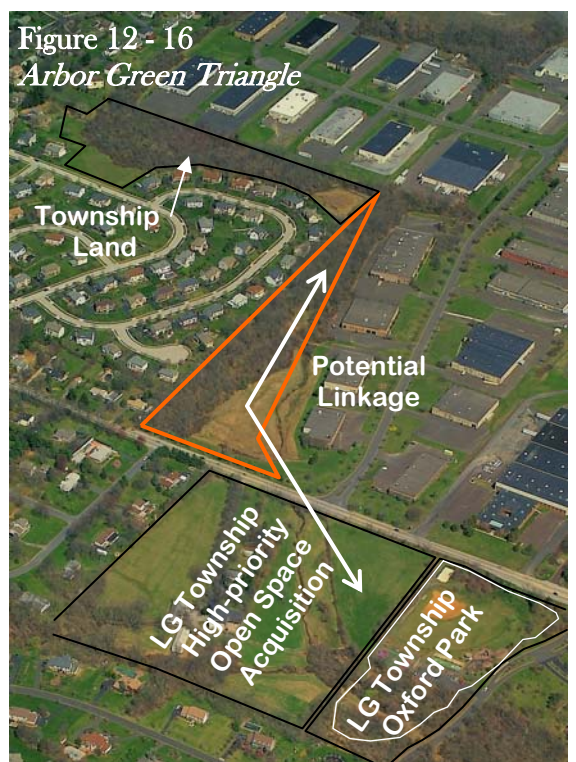 Figure 12 - 16
Arbor Green Triangle
Township
Land
Potential
Linkage
LG Township
High-priority
Open Space
Acquisition
LG Township
Oxford Park